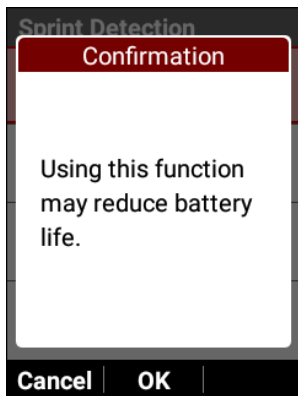 Sprint Detection
Confirmation
Using this function
may reduce battery
life.
Cancel OK